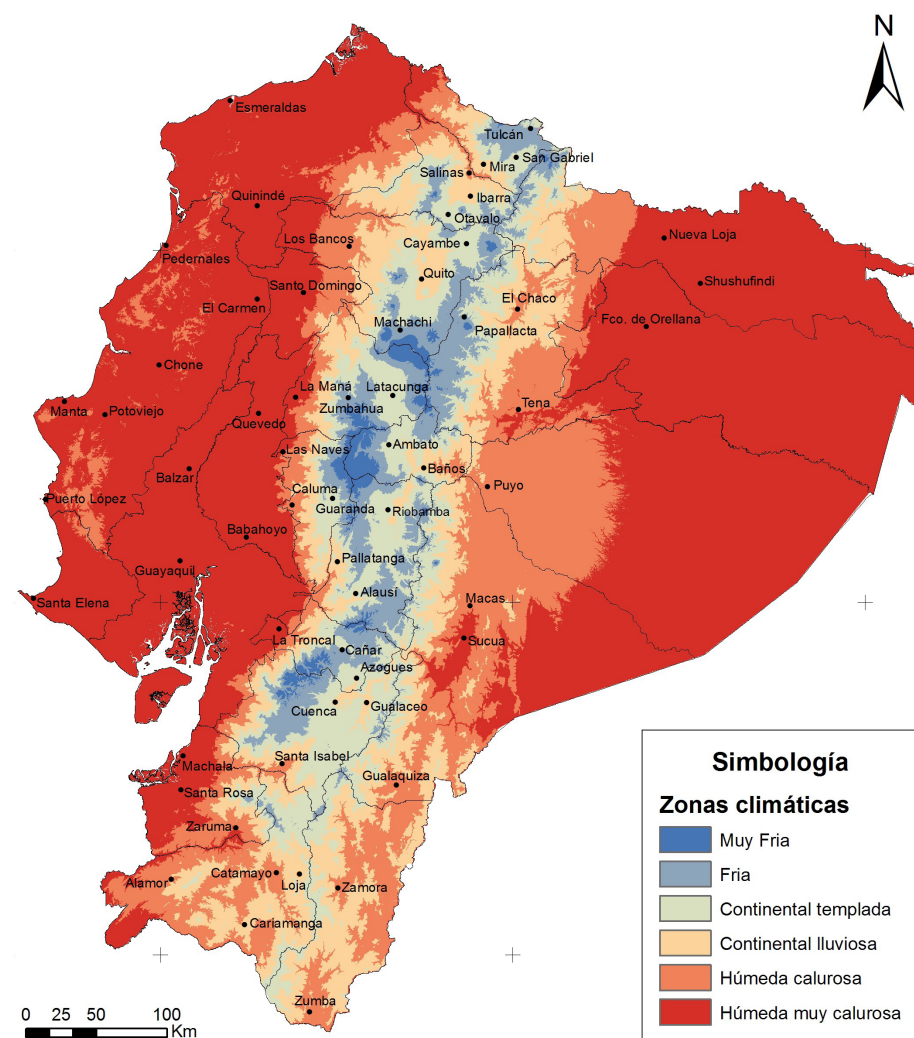 N
Esmeraldas
Tulcán
San Gabriel
Mira
Salinas
Ibarra
Quinindé
Otavalo
Los Bancos
Cayambe
Nueva Loja
Pedernales
Quito
Shushufindi
Santo Domingo
El Carmen
El Chaco
Machachi
Papallacta
Fco. de Orellana
Chone
La Maná
Latacunga
Zumbahua
Tena
Manta
Potoviejo
Quevedo
Ambato
Las Naves
Baños
Balzar
Puyo
Puerto López
Caluma
Guaranda
Riobamba
Babahoyo
Pallatanga
Guayaquil
Alausí
Santa Elena
Macas
La Troncal
Sucua
Cañar
Azogues
Cuenca
Gualaceo
Santa Isabel
Machala
Gualaquiza
Santa Rosa
Zaruma
Catamayo
Alamor
Loja
Zamora
Cariamanga
Zumba
0 25 50 100
Km
Simbología
Zonas climáticas
Muy Fria
Fria
Continental templada
Continental lluviosa
Húmeda calurosa
Húmeda muy calurosa